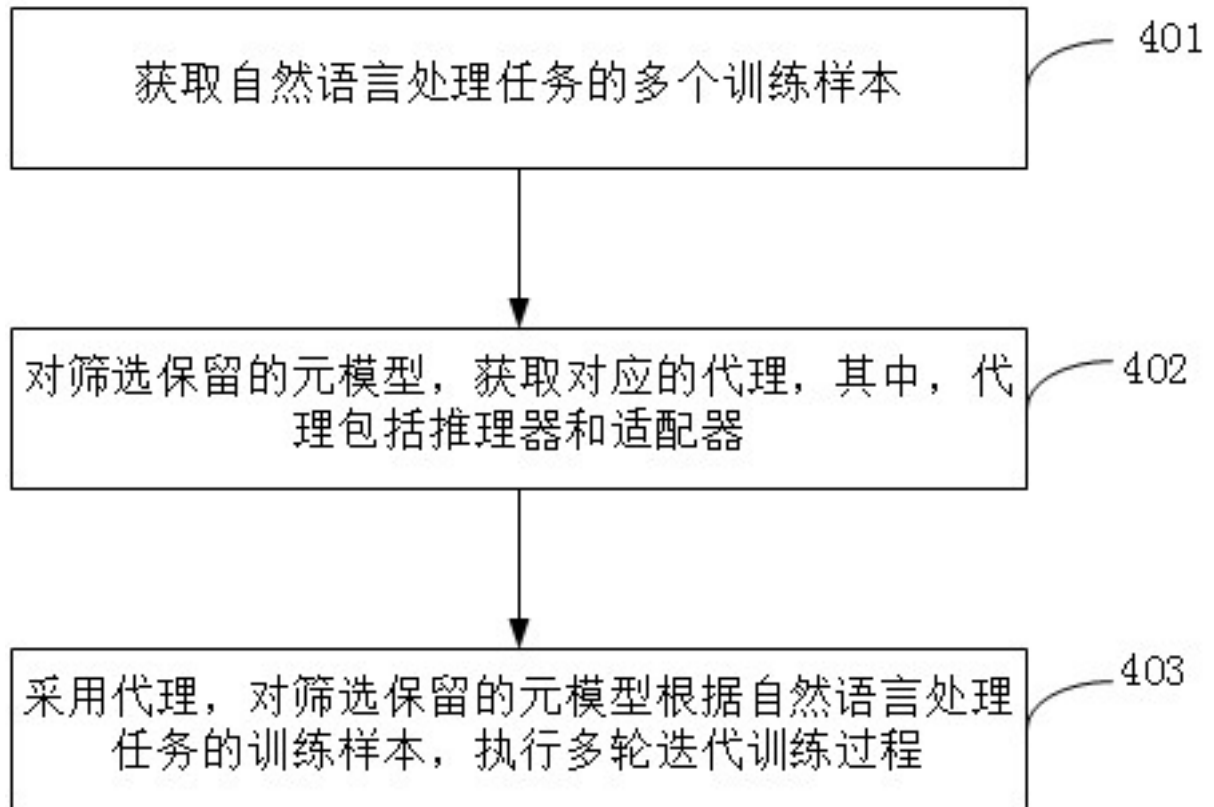 获取自然语言处理任务的多个训练样本
401
对筛选保留的元模型，获取对应的代理，其中，代
理包括推理器和适配器
402
采用代理，对筛选保留的元模型根据自然语言处理
任务的训练样本，执行多轮迭代训练过程
403